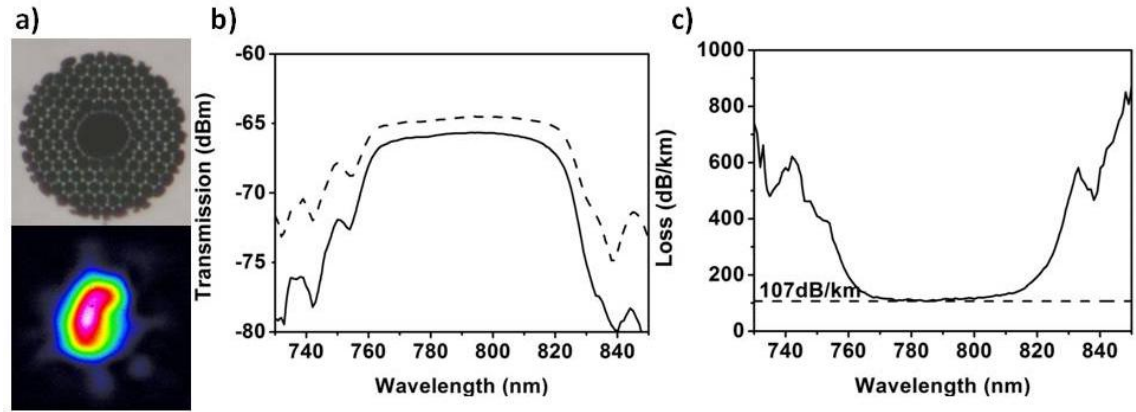 a)
b)
c)
Transmission (dBm)
-60
-65
-70
-75
-80
740 760 780 800 820 840
Wavelength (nm)
Loss (dB/km)
1000
800
600
400
200
0
107dB/km
740 760 780 800 820 840
Wavelength (nm)